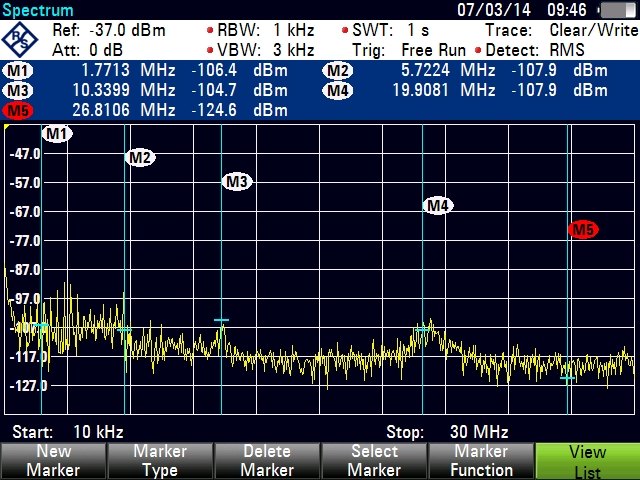 Spectrum 07/03/14 09:46
Ref: -37.0 dBm RBW: 1 kHz SWT: 1 s Trace: Clear/Write
Att: 0 dB VBW: 3 kHz Trig: Free Run Detect: RMS
R S
M1 1.7713 MHz -106.4 dBm M2 5.7224 MHz -107.9 dBm
M3 10.3399 MHz -104.7 dBm M4 19.9081 MHz -107.9 dBm
M5 26.8106 MHz -124.6 dBm
M1
-47.0 M2
-57.0 M3
-67.0 M4
-77.0 M5
-87.0
-97.0
-107.0
-117.0
-127.0
Start: 10 kHz Stop: 30 MHz
New Marker Delete Select Marker View
Marker Type Marker Marker Function List